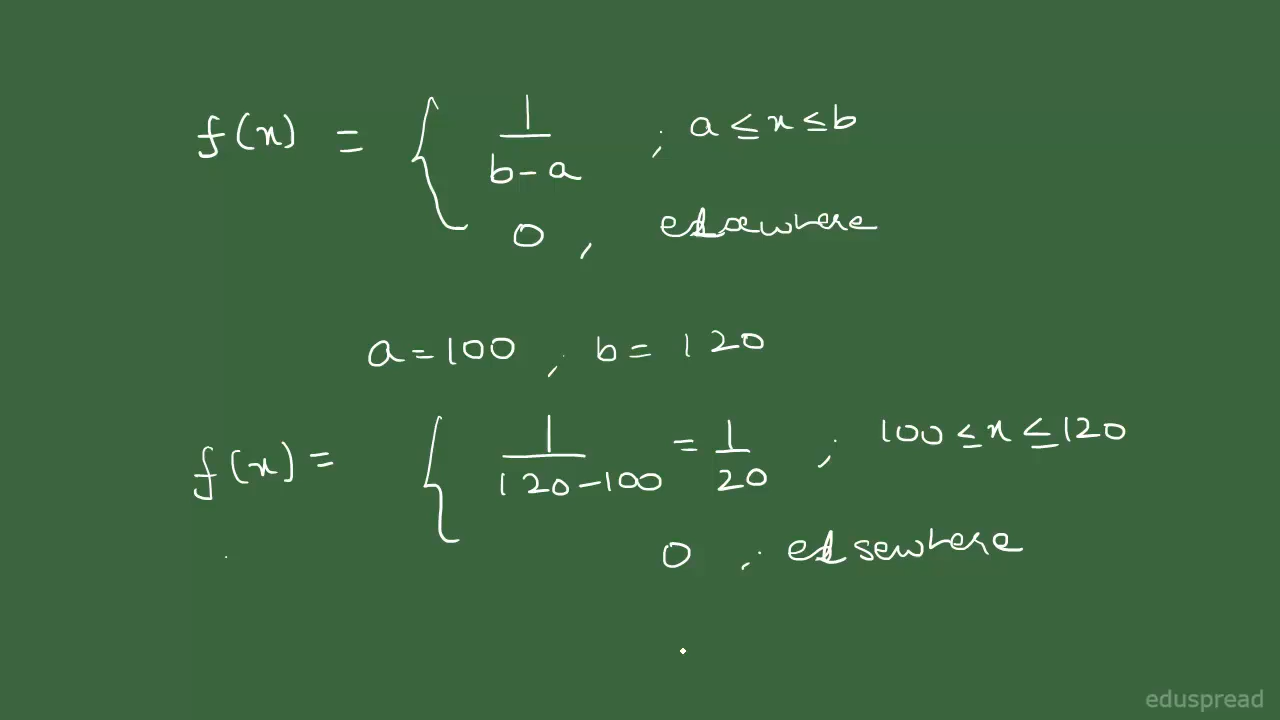 f(x) = { 1/(b-a) ; a ≤ x ≤ b
0 , elsewhere
a = 100 ; b = 120
f(x) = { 1/(120-100) = 1/20 ; 100 ≤ x ≤ 120
0 ; elsewhere
eduspread